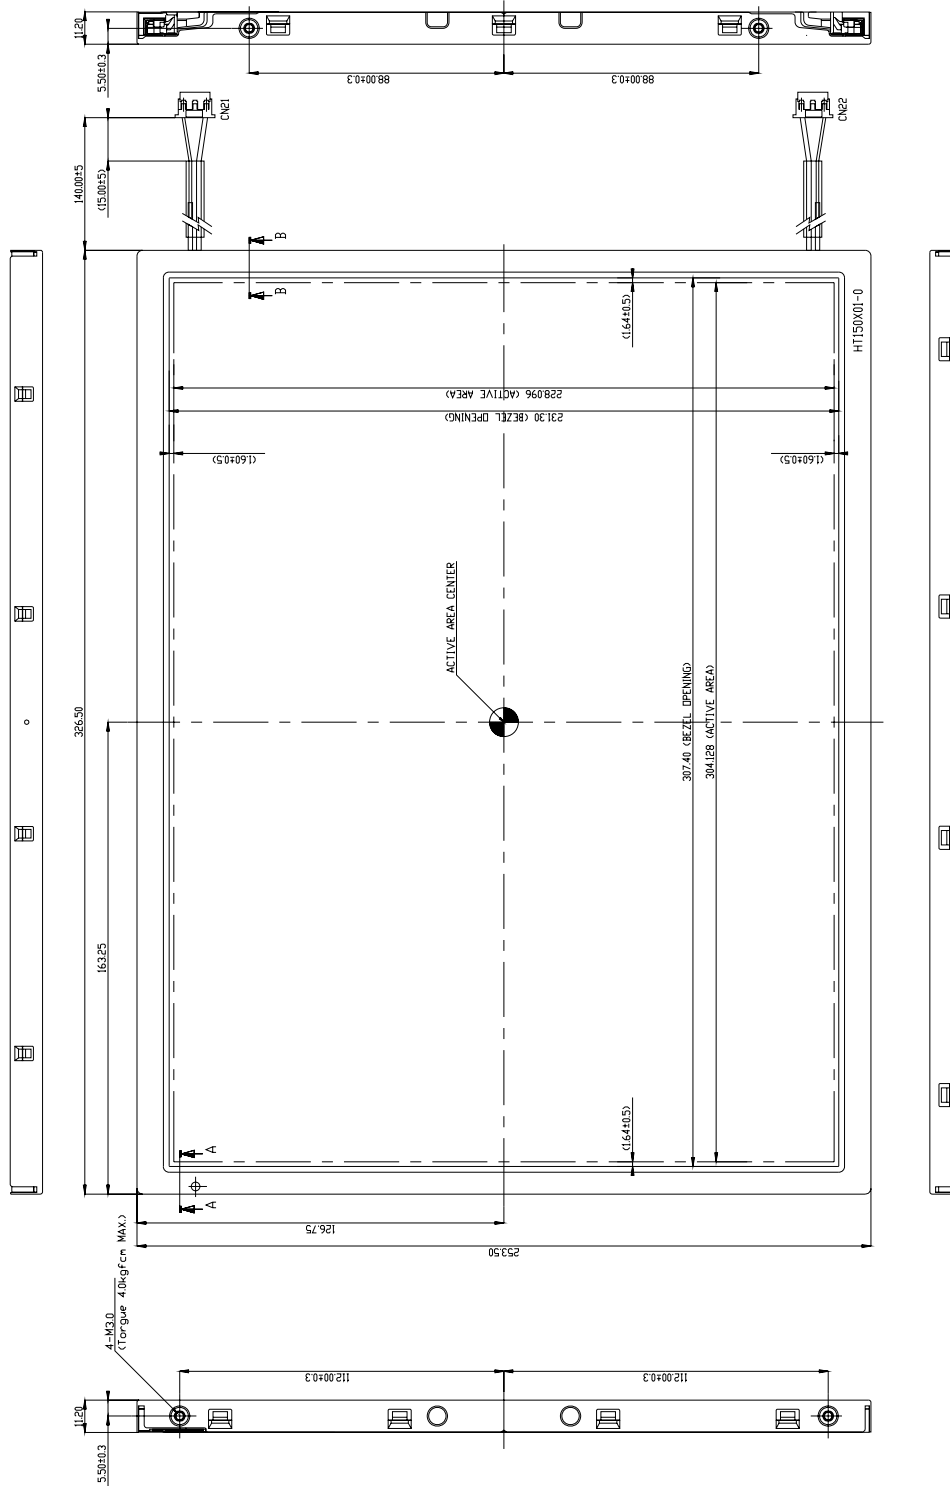 11.20
5.50±0.3
88.00±0.3
88.00±0.3
CN21
CN22
140.00±5
(15.00±5)
B
B
(1.64±0.5)
HT150X01-0
228.096 (ACTIVE AREA)
231.30 (BEZEL OPENING)
(1.60±0.5)
(1.60±0.5)
ACTIVE AREA CENTER
326.50
307.40 (BEZEL OPENING)
304.128 (ACTIVE AREA)
163.25
(1.64±0.5)
A
A
126.75
253.50
4-M3.0
(Torgue 4.0kgfcm MAX.)
112.00±0.3
112.00±0.3
11.20
5.50±0.3